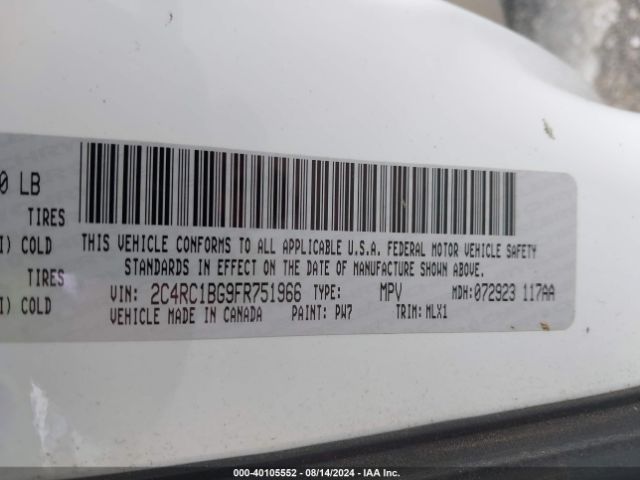 0 LB
TIRES
I) COLD
TIRES
I) COLD
THIS VEHICLE CONFORMS TO ALL APPLICABLE U.S.A. FEDERAL MOTOR VEHICLE SAFETY
STANDARDS IN EFFECT ON THE DATE OF MANUFACTURE SHOWN ABOVE.
VIN: 2C4RC1BG9FR751966 TYPE: MPV MDH:072923 117AA
VEHICLE MADE IN CANADA PAINT: PW7 TRIM:MLX1
000-40105552 - 08/14/2024 - IAA Inc.